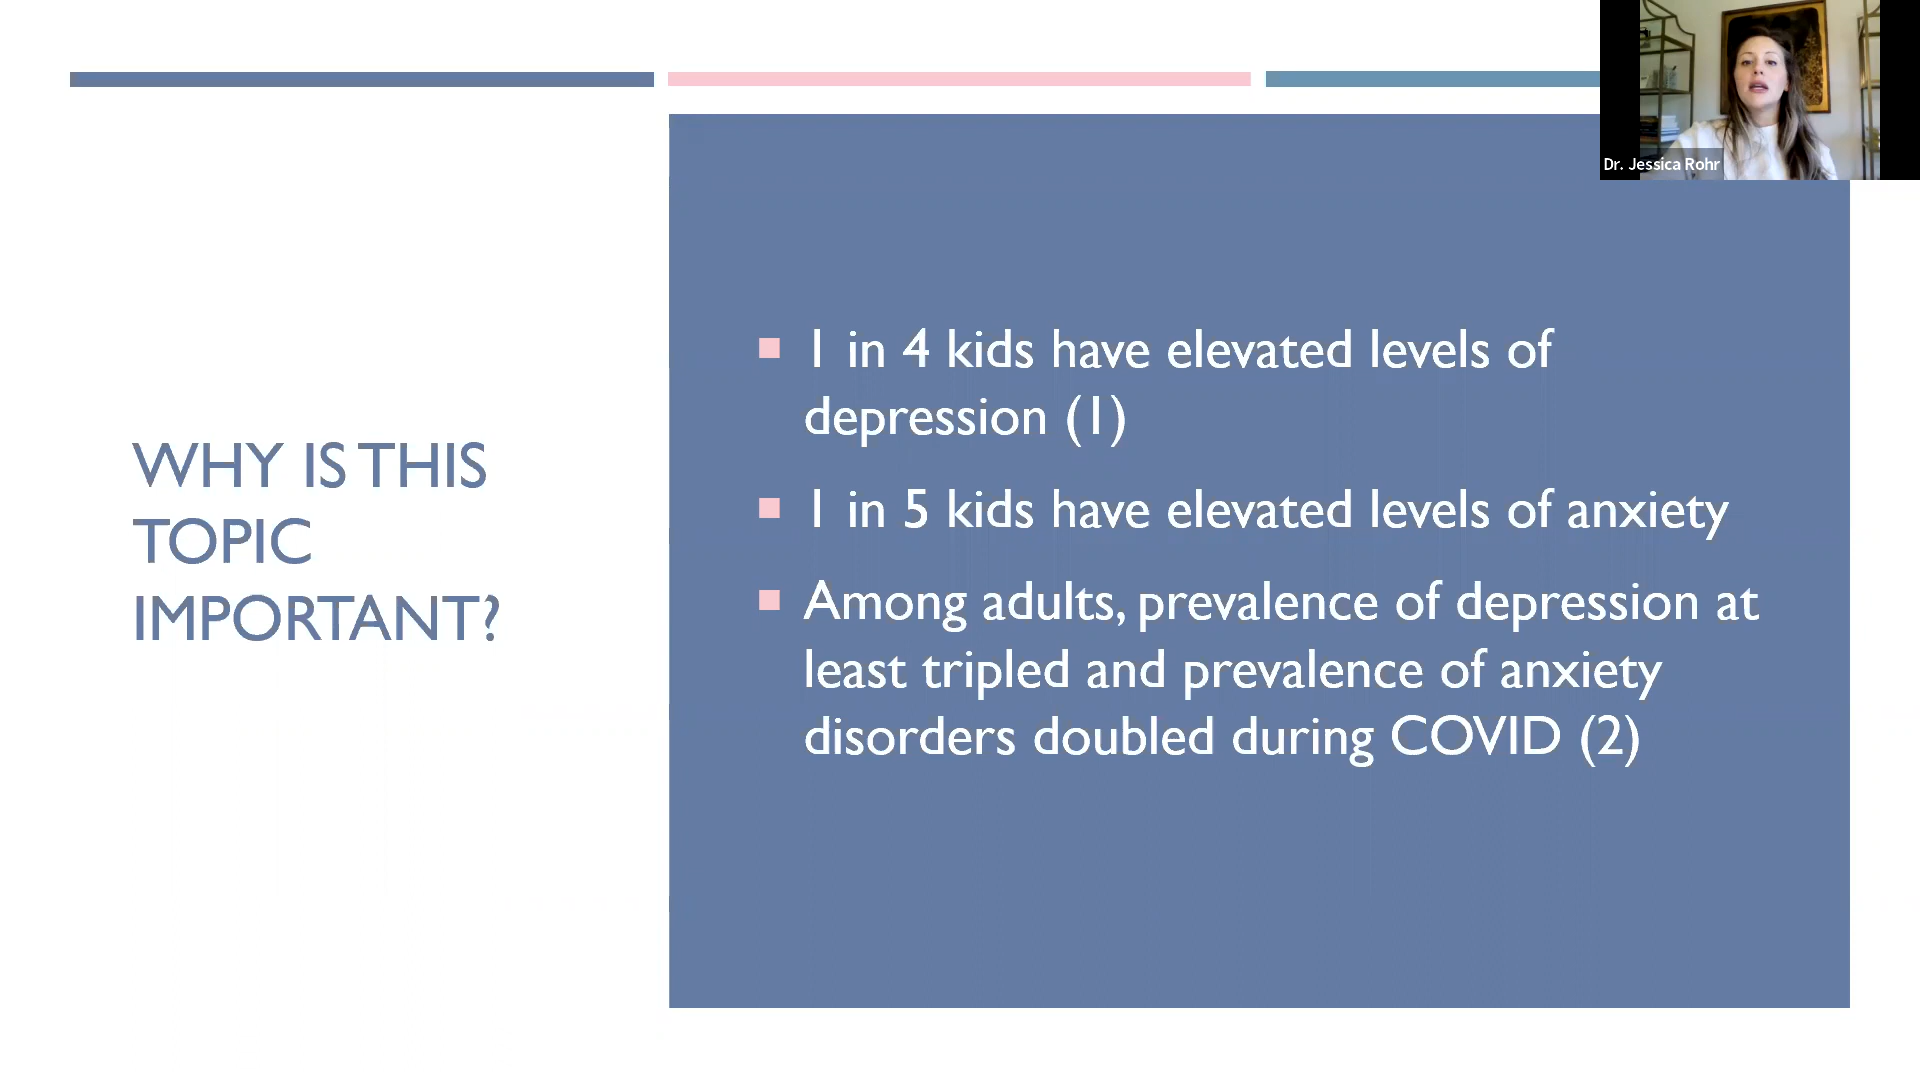 Dr. Jessica Rohr
WHY IS THIS
TOPIC
IMPORTANT?
1 in 4 kids have elevated levels of
depression (1)
1 in 5 kids have elevated levels of anxiety
Among adults, prevalence of depression at
least tripled and prevalence of anxiety
disorders doubled during COVID (2)